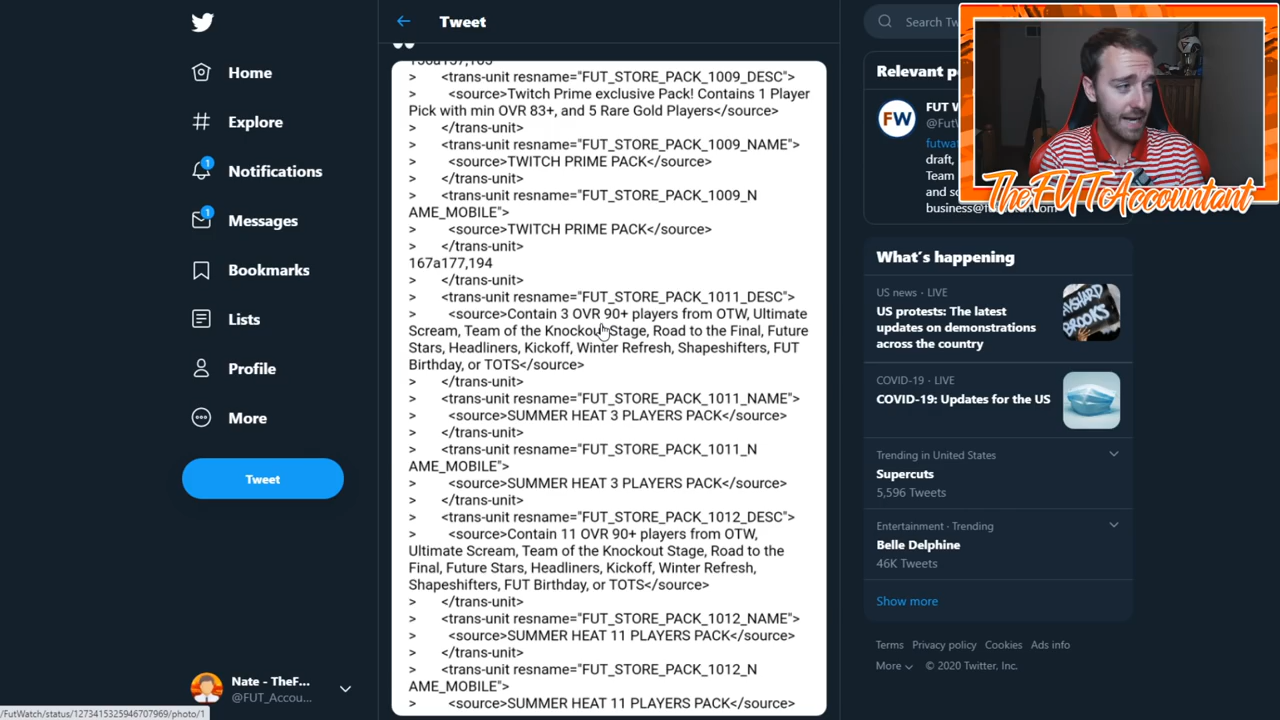 Home
Explore
1
Notifications
1
Messages
Bookmarks
Lists
Profile
More
Tweet
Nate - TheF...
@FUT_Accou...
/FutWatch/status/1273415325946707969/photo/1
Tweet
> <trans-unit resname="FUT_STORE_PACK_1009_DESC">
> <source>Twitch Prime exclusive Pack! Contains 1 Player
Pick with min OVR 83+, and 5 Rare Gold Players</source>
> </trans-unit>
> <trans-unit resname="FUT_STORE_PACK_1009_NAME">
> <source>TWITCH PRIME PACK</source>
> </trans-unit>
> <trans-unit resname="FUT_STORE_PACK_1009_N
AME_MOBILE">
> <source>TWITCH PRIME PACK</source>
> </trans-unit>
167a177,194
> </trans-unit>
> <trans-unit resname="FUT_STORE_PACK_1011_DESC">
> <source>Contain 3 OVR 90+ players from OTW, Ultimate
Scream, Team of the Knockout Stage, Road to the Final, Future
Stars, Headliners, Kickoff, Winter Refresh, Shapeshifters, FUT
Birthday, or TOTS</source>
> </trans-unit>
> <trans-unit resname="FUT_STORE_PACK_1011_NAME">
> <source>SUMMER HEAT 3 PLAYERS PACK</source>
> </trans-unit>
> <trans-unit resname="FUT_STORE_PACK_1011_N
AME_MOBILE">
> <source>SUMMER HEAT 3 PLAYERS PACK</source>
> </trans-unit>
> <trans-unit resname="FUT_STORE_PACK_1012_DESC">
> <source>Contain 11 OVR 90+ players from OTW,
Ultimate Scream, Team of the Knockout Stage, Road to the
Final, Future Stars, Headliners, Kickoff, Winter Refresh,
Shapeshifters, FUT Birthday, or TOTS</source>
> </trans-unit>
> <trans-unit resname="FUT_STORE_PACK_1012_NAME">
> <source>SUMMER HEAT 11 PLAYERS PACK</source>
> </trans-unit>
> <trans-unit resname="FUT_STORE_PACK_1012_N
AME_MOBILE">
> <source>SUMMER HEAT 11 PLAYERS PACK</source>
Search
Relevant
FW
FUT
draft,
Team
and
TheFUTAccountant
What's happening
US news · LIVE
US protests: The latest
updates on demonstrations
across the country
COVID-19 · LIVE
COVID-19: Updates for the US
Trending in United States
Supercuts
5,596 Tweets
Entertainment · Trending
Belle Delphine
46K Tweets
Show more
Terms Privacy policy Cookies Ads info
More © 2020 Twitter, Inc.